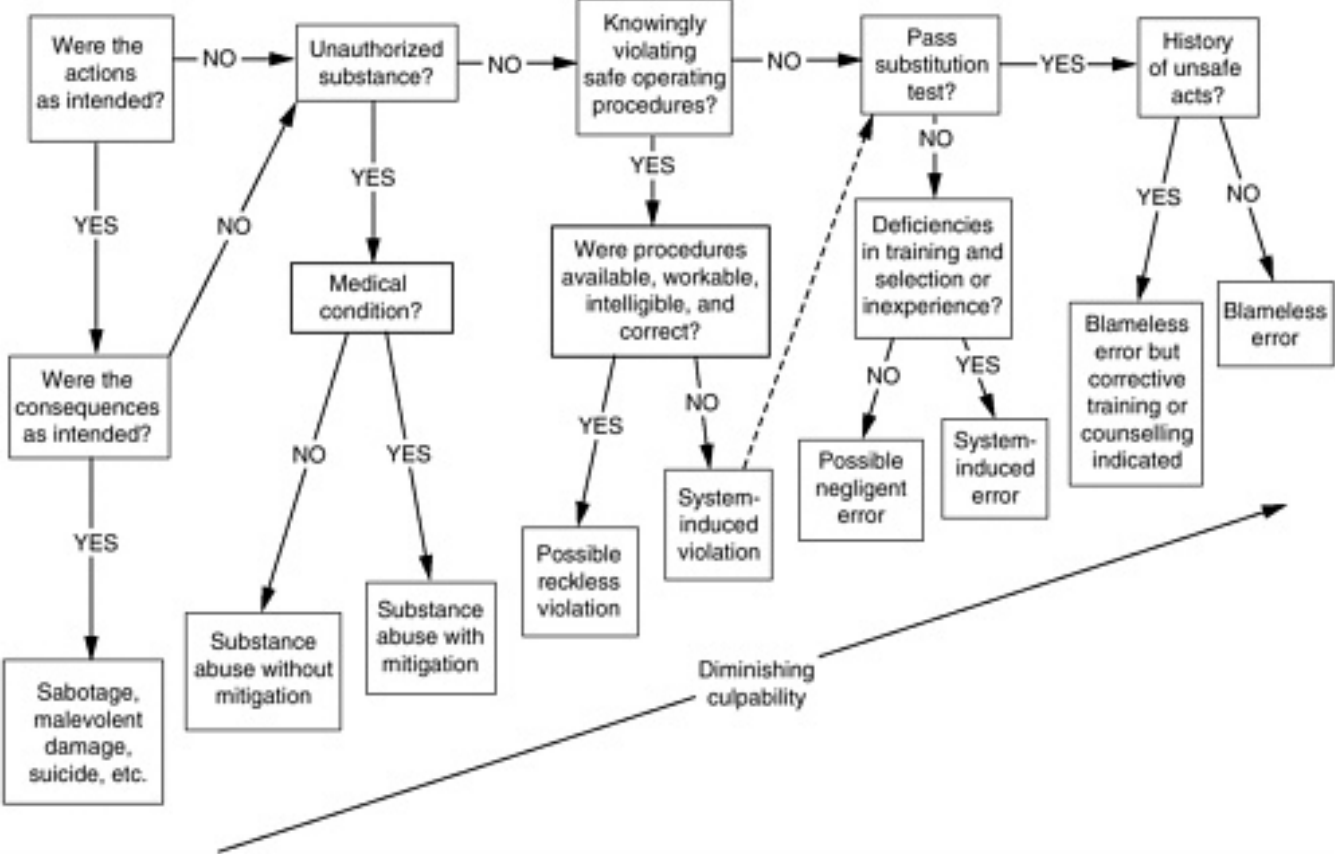 Were the
actions
as intended?
NO
Unauthorized
substance?
NO
Knowingly
violating
safe operating
procedures?
NO
Pass
substitution
test?
YES
History
of unsafe
acts?
YES
NO
YES
YES
NO
YES
NO
Were the
consequences
as intended?
Medical
condition?
Were procedures
available, workable,
intelligible, and
correct?
Deficiencies
in training and
selection or
inexperience?
Blameless
error but
corrective
training or
counselling
indicated
Blameless
error
YES
NO
YES
YES
NO
NO
YES
Sabotage,
malevolent
damage,
suicide, etc.
Substance
abuse without
mitigation
Substance
abuse with
mitigation
Possible
reckless
violation
System-
induced
violation
Possible
negligent
error
System-
induced
error
Diminishing
culpability